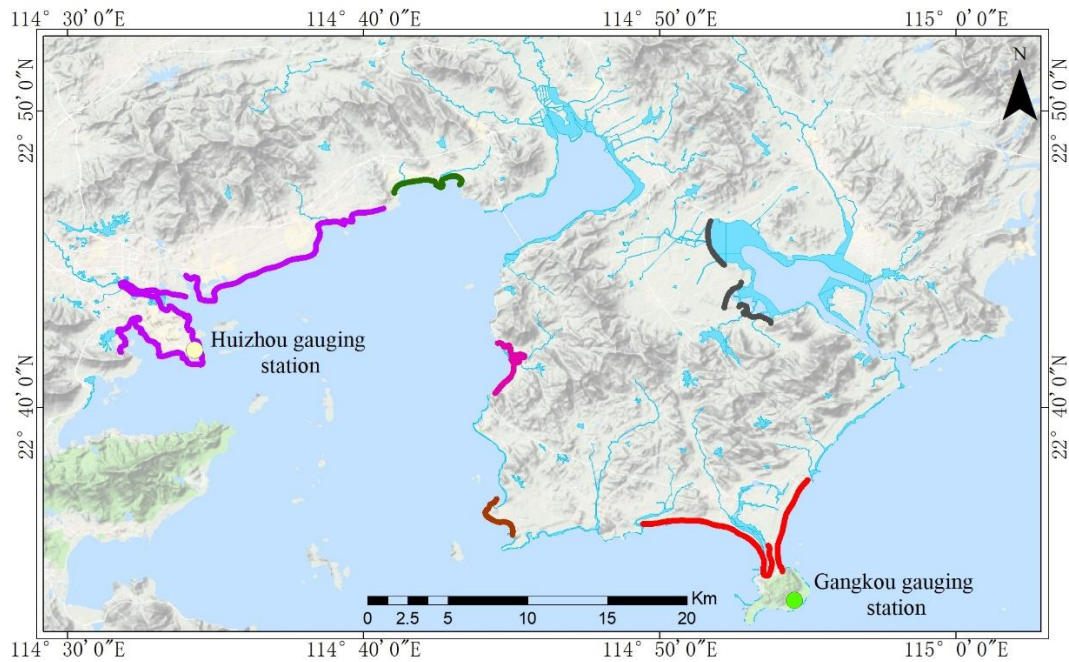 114° 30′ 0″E 114° 40′ 0″E 114° 50′ 0″E 115° 0′ 0″E
N
22° 50′ 0″N
22° 50′ 0″N
Huizhou gauging
station
22° 40′ 0″N
22° 40′ 0″N
Gangkou gauging
station
Km
0 2.5 5 10 15 20
114° 30′ 0″E 114° 40′ 0″E 114° 50′ 0″E 115° 0′ 0″E